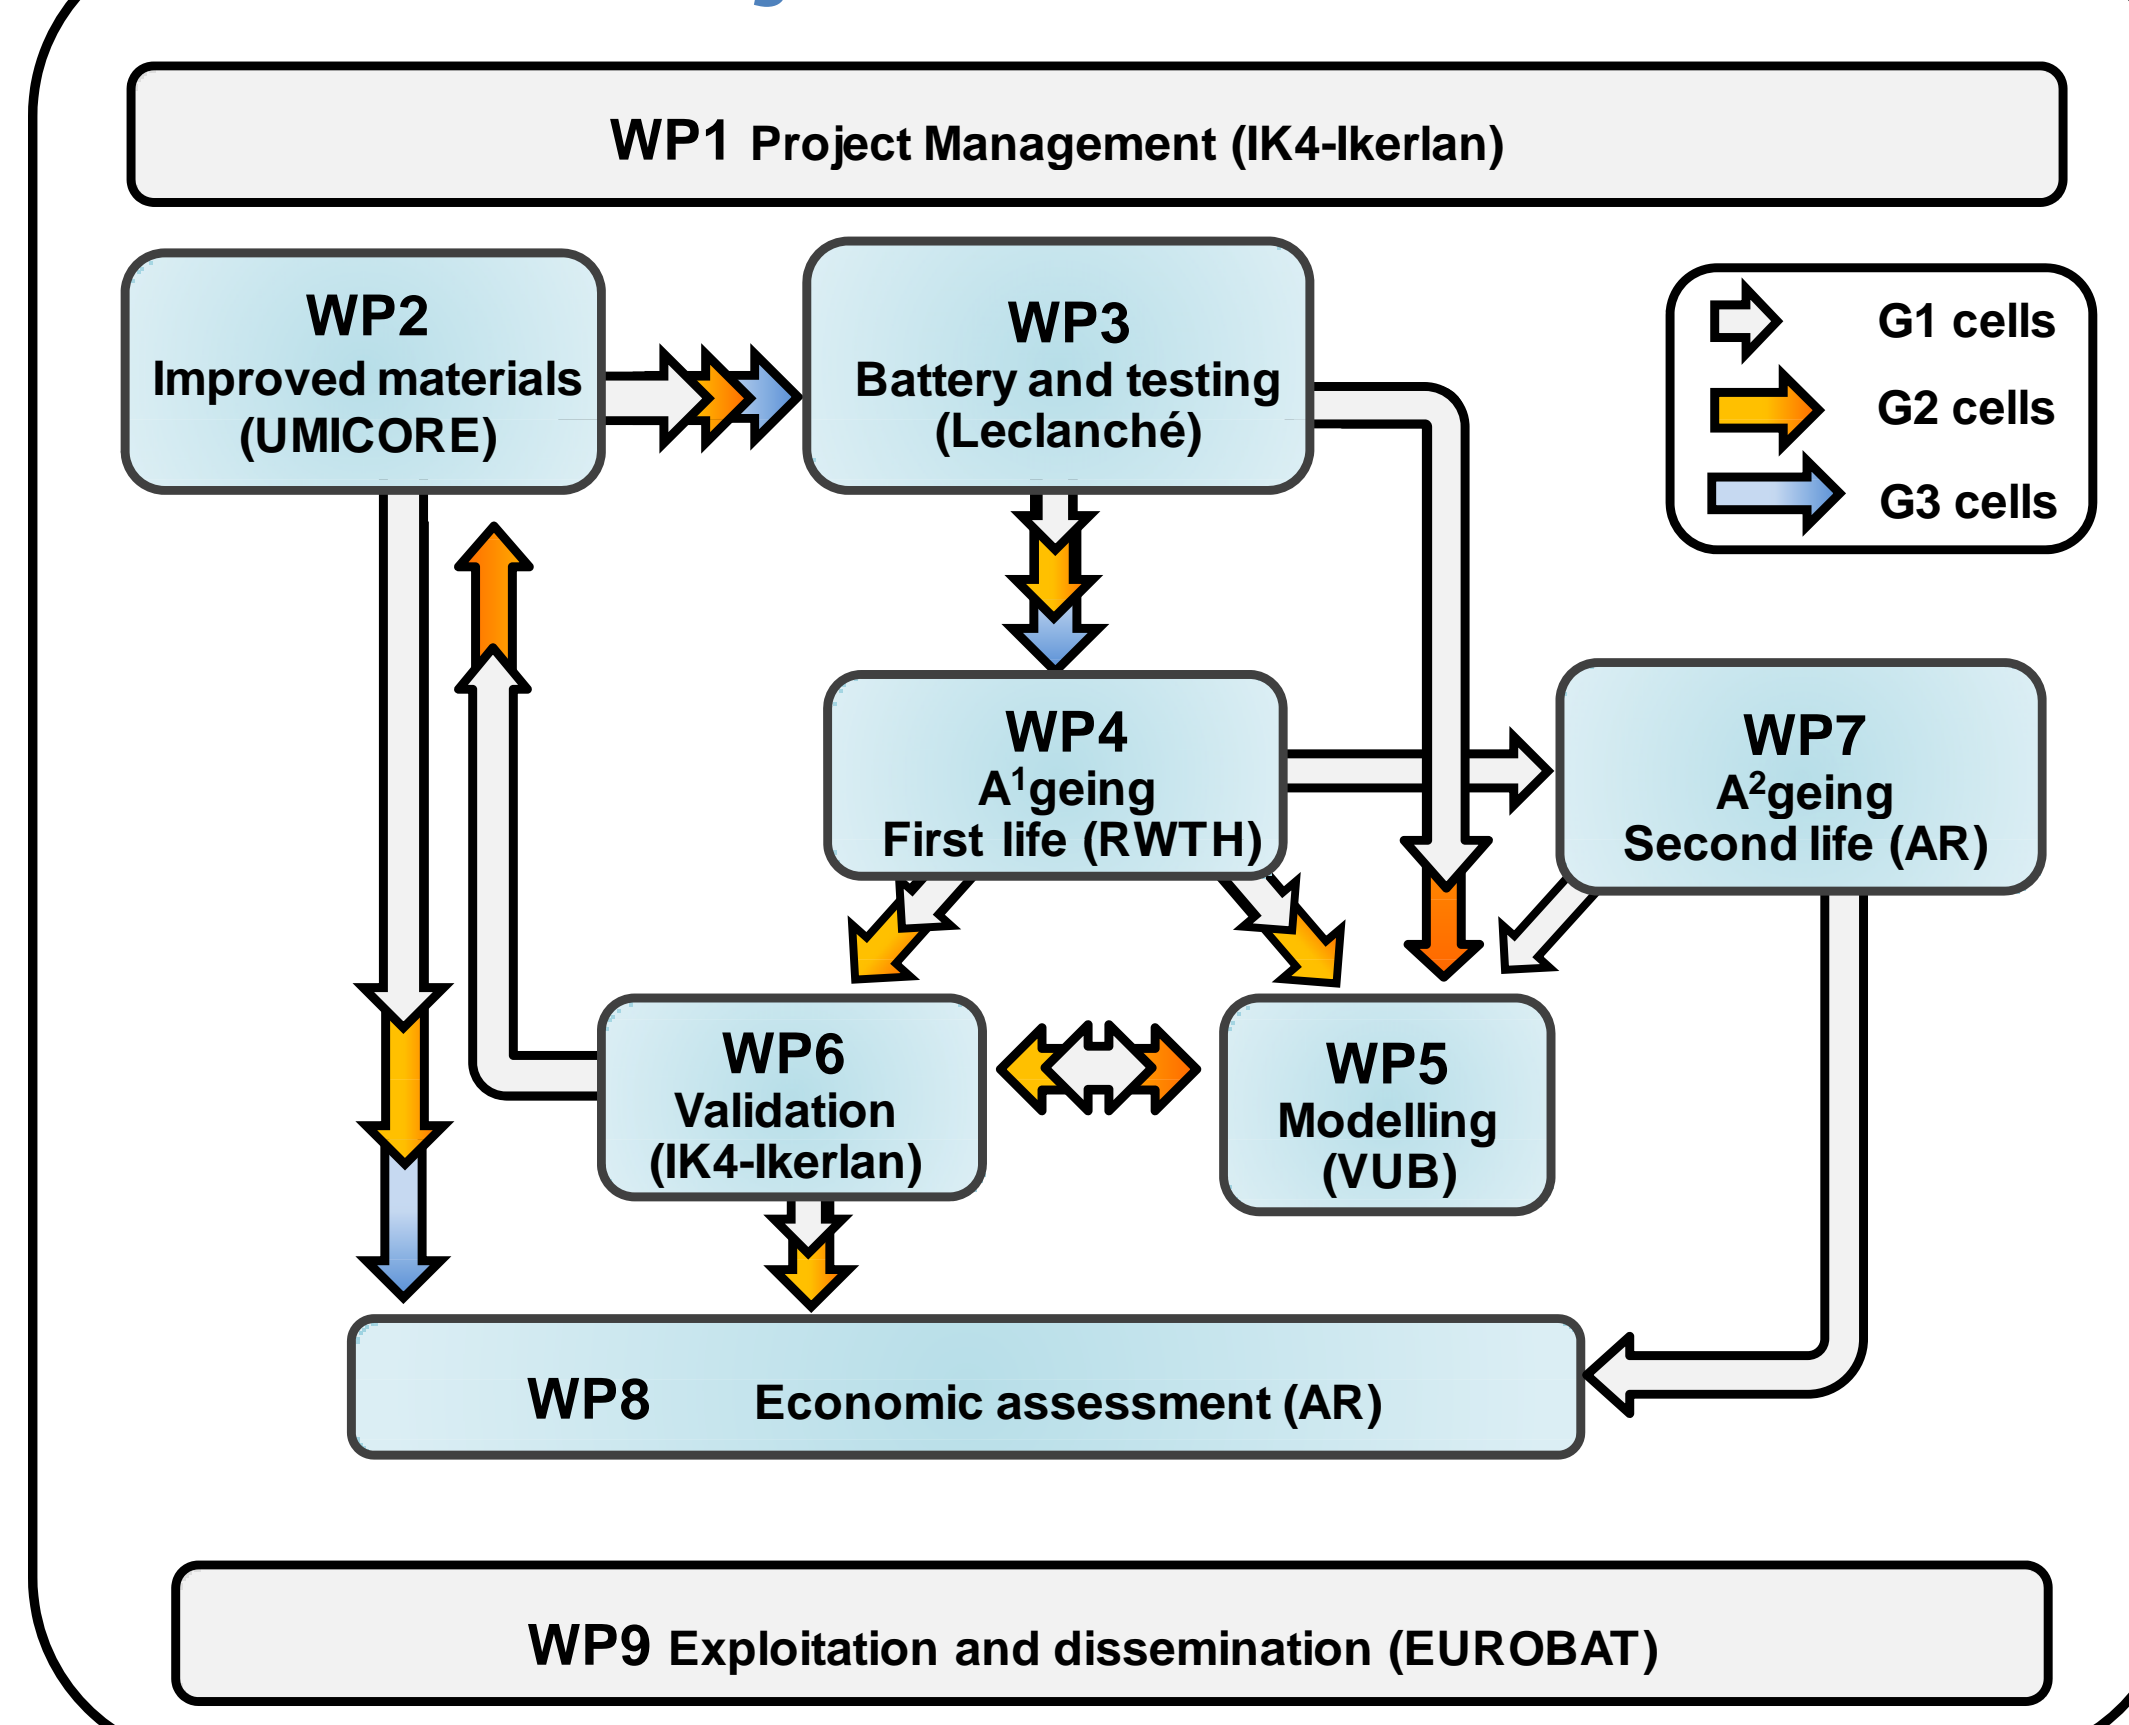 WP1 Project Management (IK4-Ikerlan)
WP2
Improved materials
(UMICORE)
WP3
Battery and testing
(Leclanché)
G1 cells
G2 cells
G3 cells
WP4
A¹geing
First life (RWTH)
WP7
A²geing
Second life (AR)
WP6
Validation
(IK4-Ikerlan)
WP5
Modelling
(VUB)
WP8 Economic assessment (AR)
WP9 Exploitation and dissemination (EUROBAT)